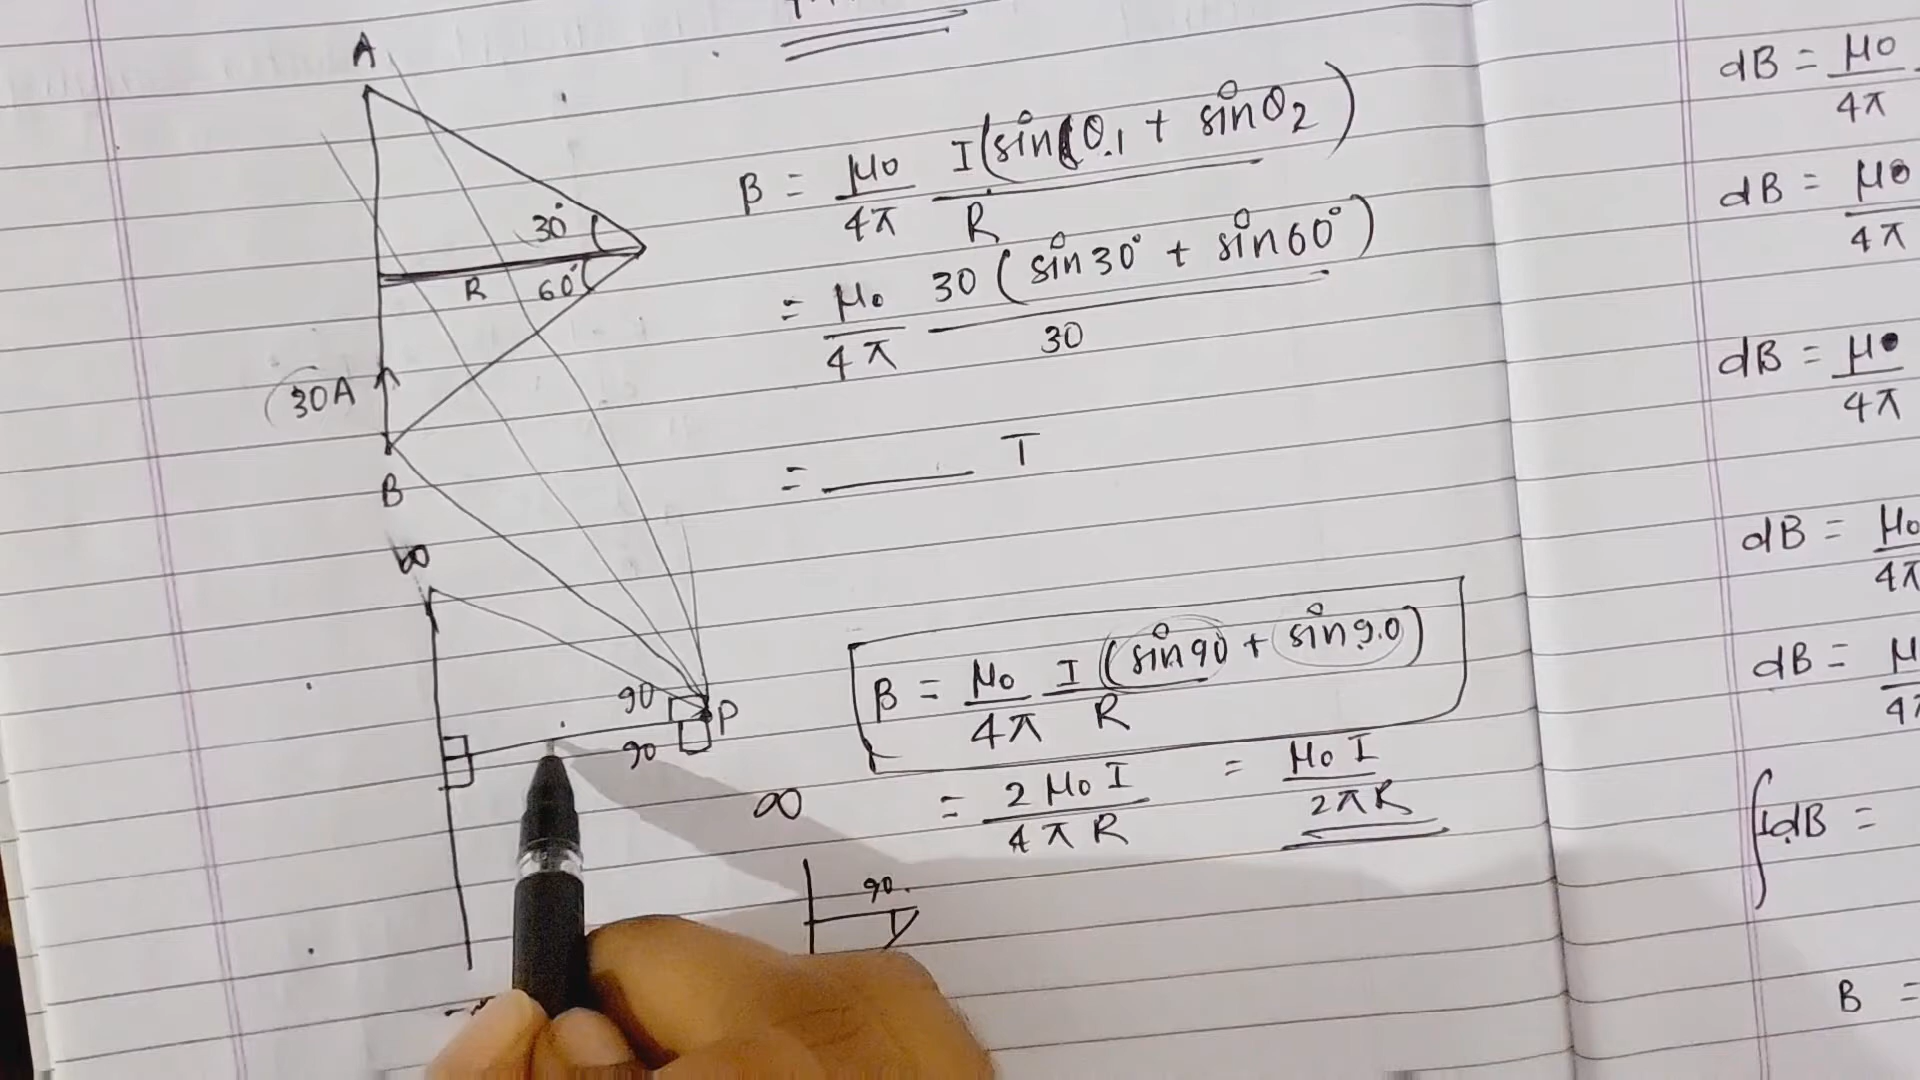 A
30°
R 60°
30A
B
B = μ0/4π I(sinθ1 + sinθ2)/R
= μ0/4π 30(sin30° + sin60°)/30
= ____ T
∞
90
P
90
∞
B = μ0/4π I/R (sin90 + sin90)
= 2μ0I/4πR = μ0I/2πR
90
dB = μ0/4π
dB = μ0/4π
dB = μ0/4π
dB = μ0/4π
dB = μ
4π
∫dB =
B =